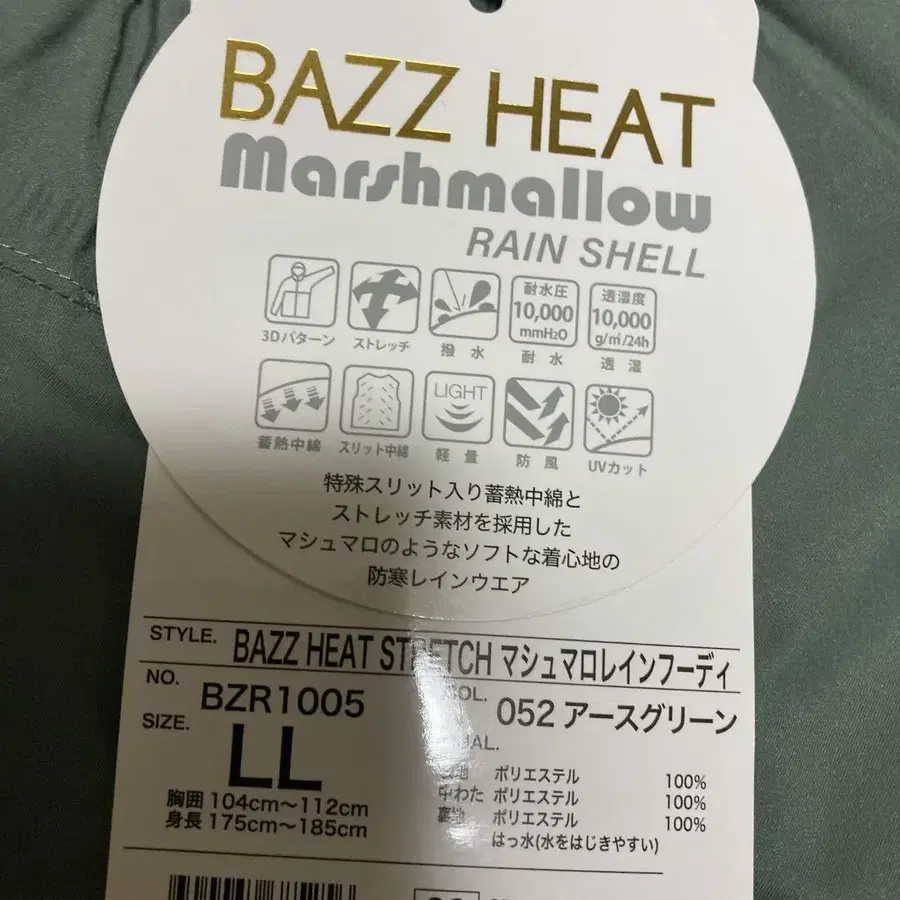 BAZZ HEAT
Marshmallow
RAIN SHELL
3Dパターン
ストレッチ
撥水
耐水圧
10,000
mmH2O
耐水
透湿度
10,000
g/㎡/24h
透湿
蓄熱中綿
スリット中綿
LIGHT
軽量
防風
UVカット
特殊スリット入り蓄熱中綿と
ストレッチ素材を採用した
マシュマロのようなソフトな着心地の
防寒レインウエア
STYLE. BAZZ HEAT STRETCH マシュマロレインフーディ
NO. BZR1005
COL. 052 アースグリーン
SIZE. LL
胸囲 104cm～112cm
身長 175cm～185cm
ポリエステル 100%
中わた ポリエステル 100%
裏地 ポリエステル 100%
はっ水(水をはじきやすい)